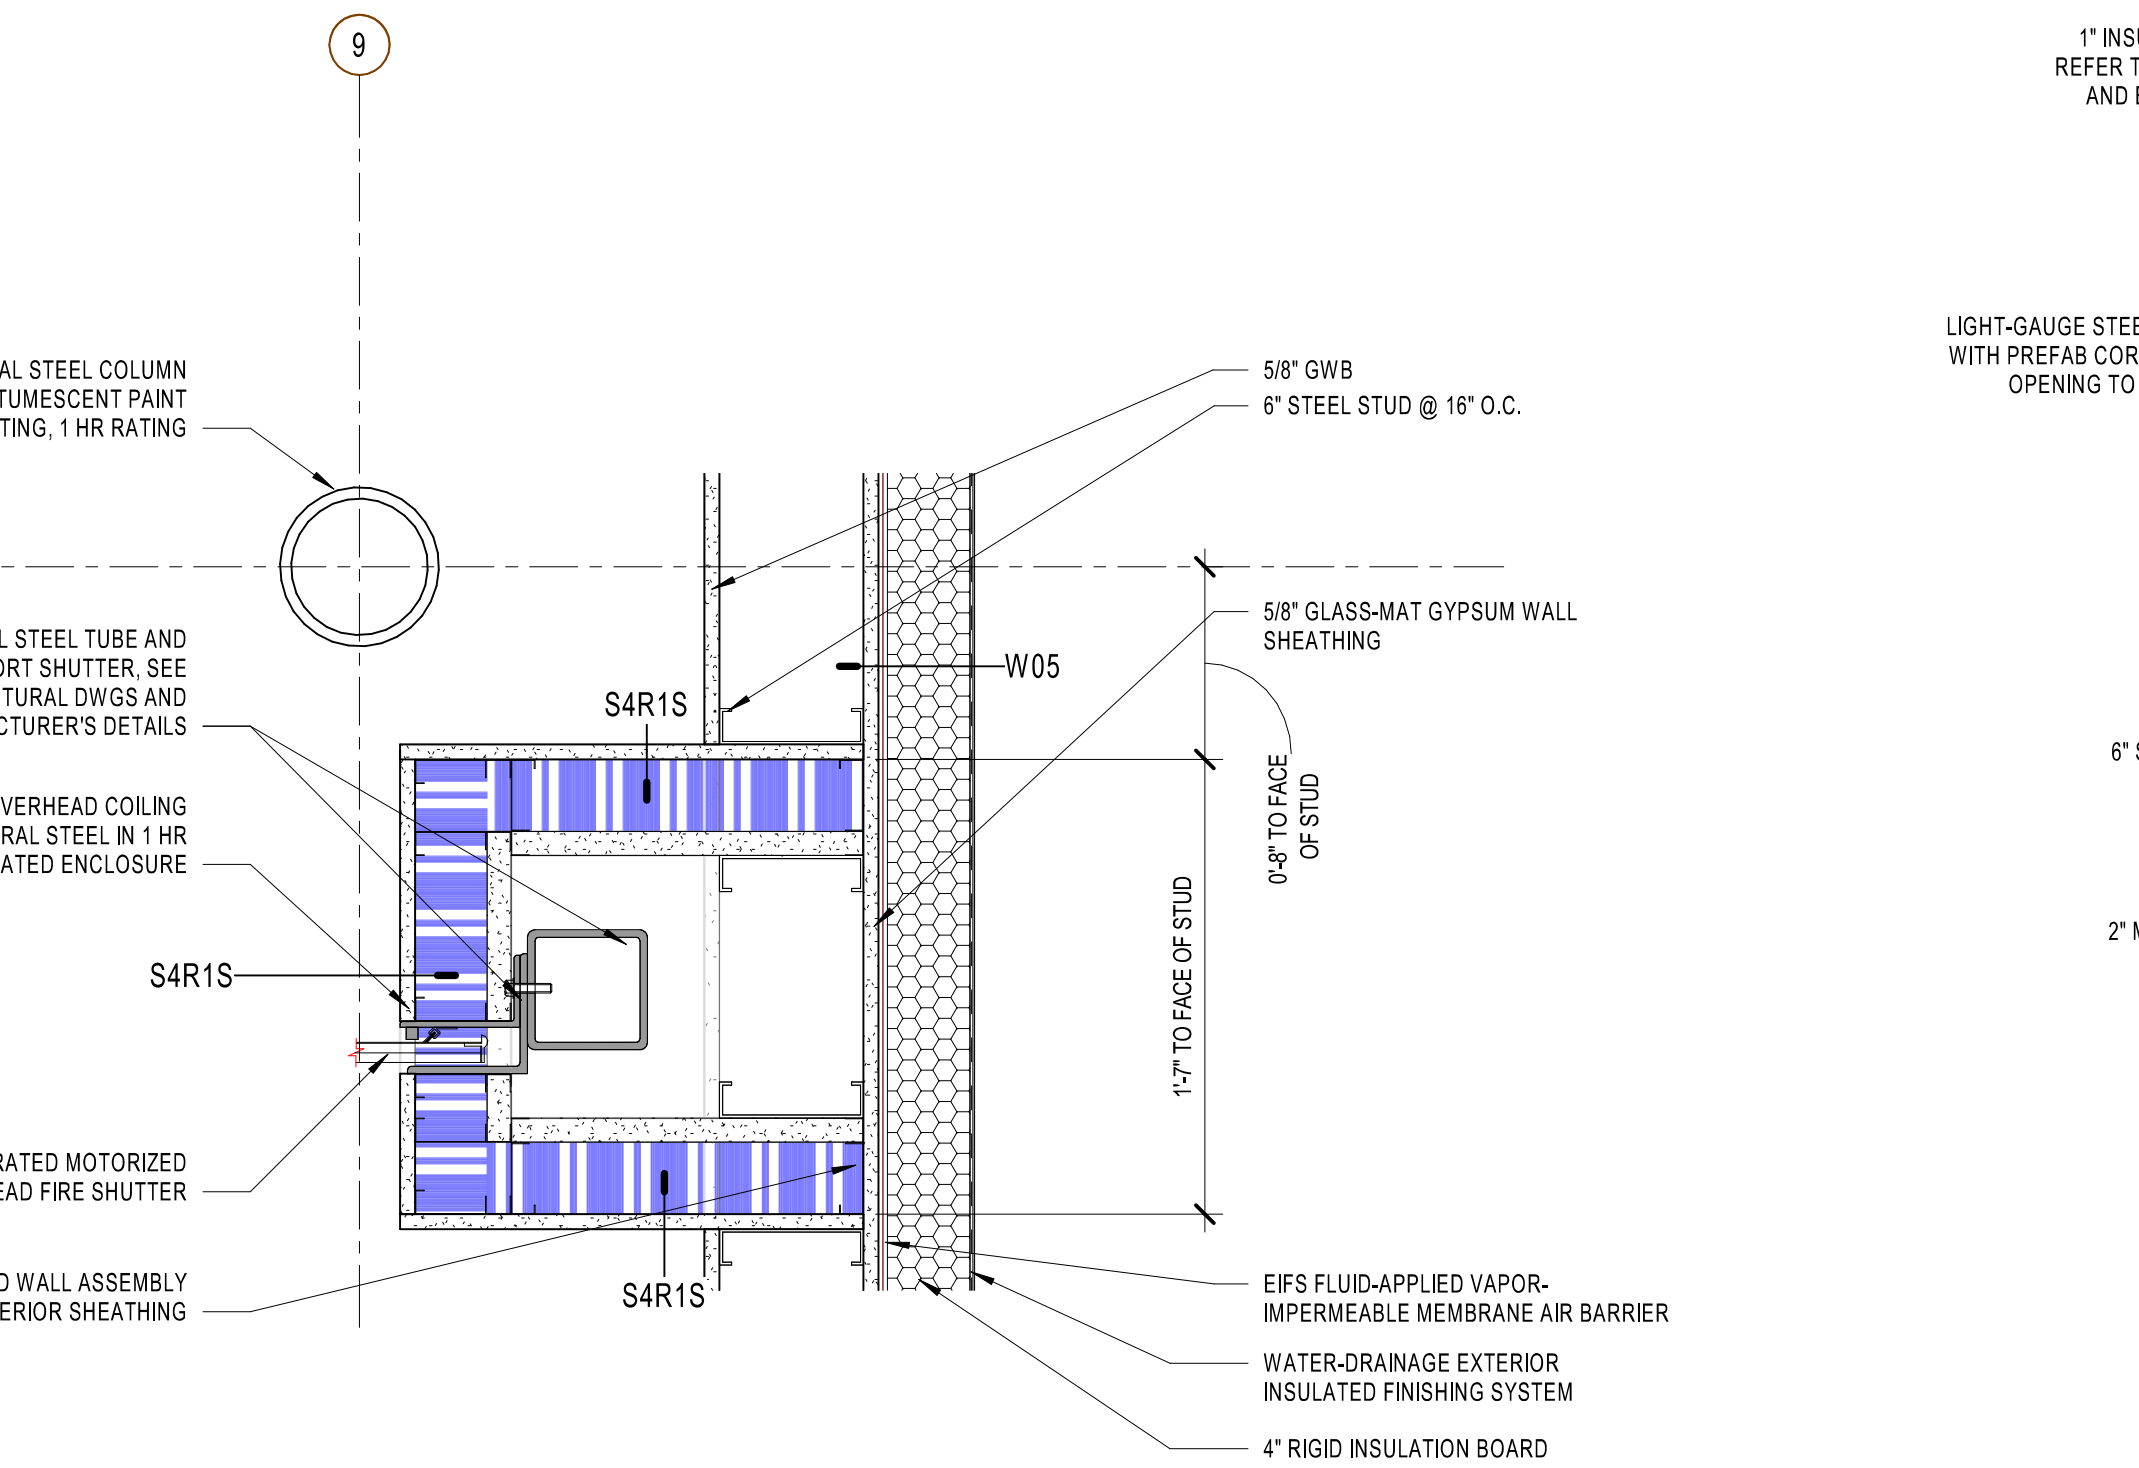 9
AL STEEL COLUMN
TUMESCENT PAINT
TING, 1 HR RATING
L STEEL TUBE AND
ORT SHUTTER, SEE
TURAL DWGS AND
CTURER'S DETAILS
VERHEAD COILING
RAL STEEL IN 1 HR
ATED ENCLOSURE
S4R1S
RATED MOTORIZED
EAD FIRE SHUTTER
D WALL ASSEMBLY
ERIOR SHEATHING
S4R1S
S4R1S
5/8" GWB
6" STEEL STUD @ 16" O.C.
5/8" GLASS-MAT GYPSUM WALL
SHEATHING
W05
0'-8" TO FACE
OF STUD
1'-7" TO FACE OF STUD
EIFS FLUID-APPLIED VAPOR-
IMPERMEABLE MEMBRANE AIR BARRIER
WATER-DRAINAGE EXTERIOR
INSULATED FINISHING SYSTEM
4" RIGID INSULATION BOARD
1" INSU
REFER T
AND
LIGHT-GAUGE STEE
WITH PREFAB COR
OPENING TO
6" S
2" M